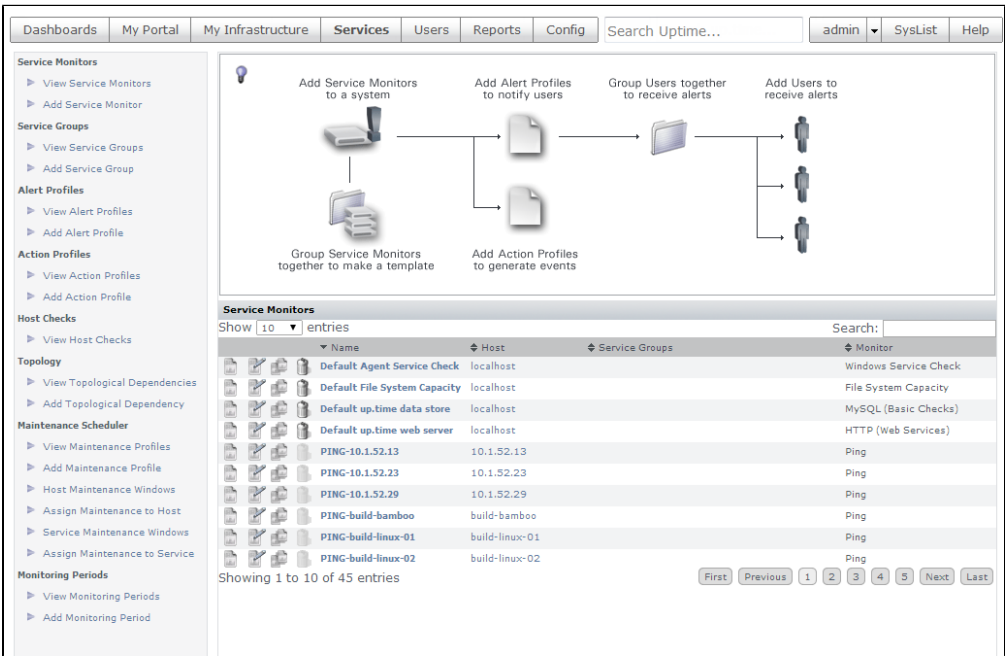 Dashboards My Portal My Infrastructure Services Users Reports Config Search Uptime... admin SysList Help
Service Monitors
View Service Monitors
Add Service Monitor
Service Groups
View Service Groups
Add Service Group
Alert Profiles
View Alert Profiles
Add Alert Profile
Action Profiles
View Action Profiles
Add Action Profile
Host Checks
View Host Checks
Topology
View Topological Dependencies
Add Topological Dependency
Maintenance Scheduler
View Maintenance Profiles
Add Maintenance Profile
Host Maintenance Windows
Assign Maintenance to Host
Service Maintenance Windows
Assign Maintenance to Service
Monitoring Periods
View Monitoring Periods
Add Monitoring Period
Add Service Monitors
to a system
Add Alert Profiles
to notify users
Group Users together
to receive alerts
Add Users to
receive alerts
Group Service Monitors
together to make a template
Add Action Profiles
to generate events
Service Monitors
Show 10 entries Search:
Name Host Service Groups Monitor
Default Agent Service Check localhost Windows Service Check
Default File System Capacity localhost File System Capacity
Default up.time data store localhost MySQL (Basic Checks)
Default up.time web server localhost HTTP (Web Services)
PING-10.1.52.13 10.1.52.13 Ping
PING-10.1.52.23 10.1.52.23 Ping
PING-10.1.52.29 10.1.52.29 Ping
PING-build-bamboo build-bamboo Ping
PING-build-linux-01 build-linux-01 Ping
PING-build-linux-02 build-linux-02 Ping
Showing 1 to 10 of 45 entries First Previous 1 2 3 4 5 Next Last